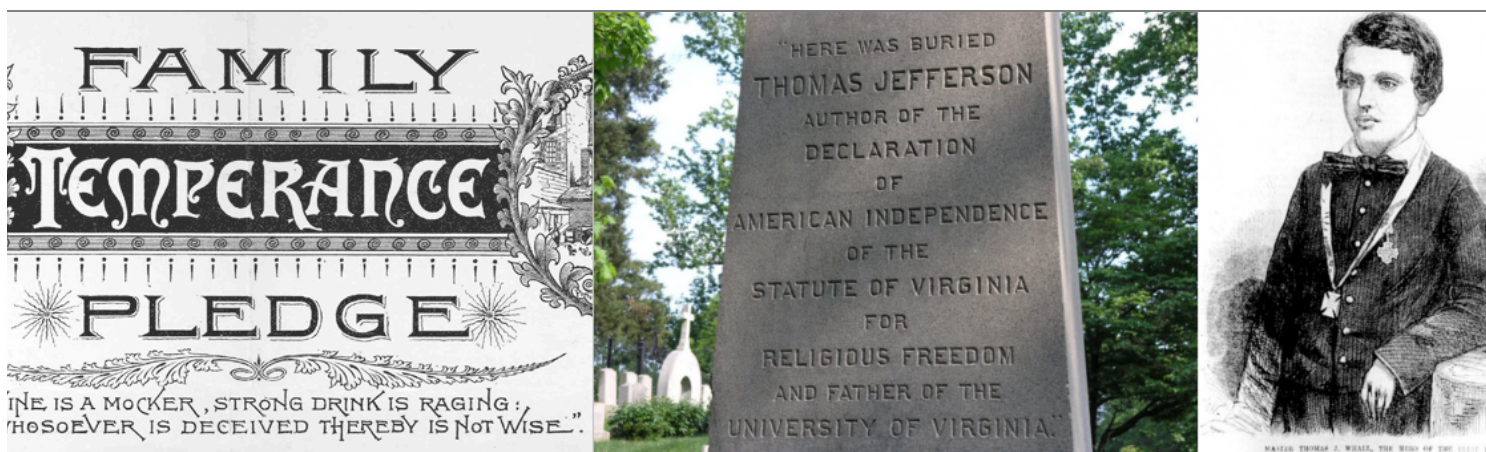 FAMILY
TEMPERANCE
PLEDGE
INE IS A MOCKER, STRONG DRINK IS RAGING:
WHOSOEVER IS DECEIVED THEREBY IS NOT WISE."
"HERE WAS BURIED
THOMAS JEFFERSON
AUTHOR OF THE
DECLARATION
OF
AMERICAN INDEPENDENCE
OF THE
STATUTE OF VIRGINIA
FOR
RELIGIOUS FREEDOM
AND FATHER OF THE
UNIVERSITY OF VIRGINIA."
MASTER THOMAS J. WHALL, THE HERO OF THE